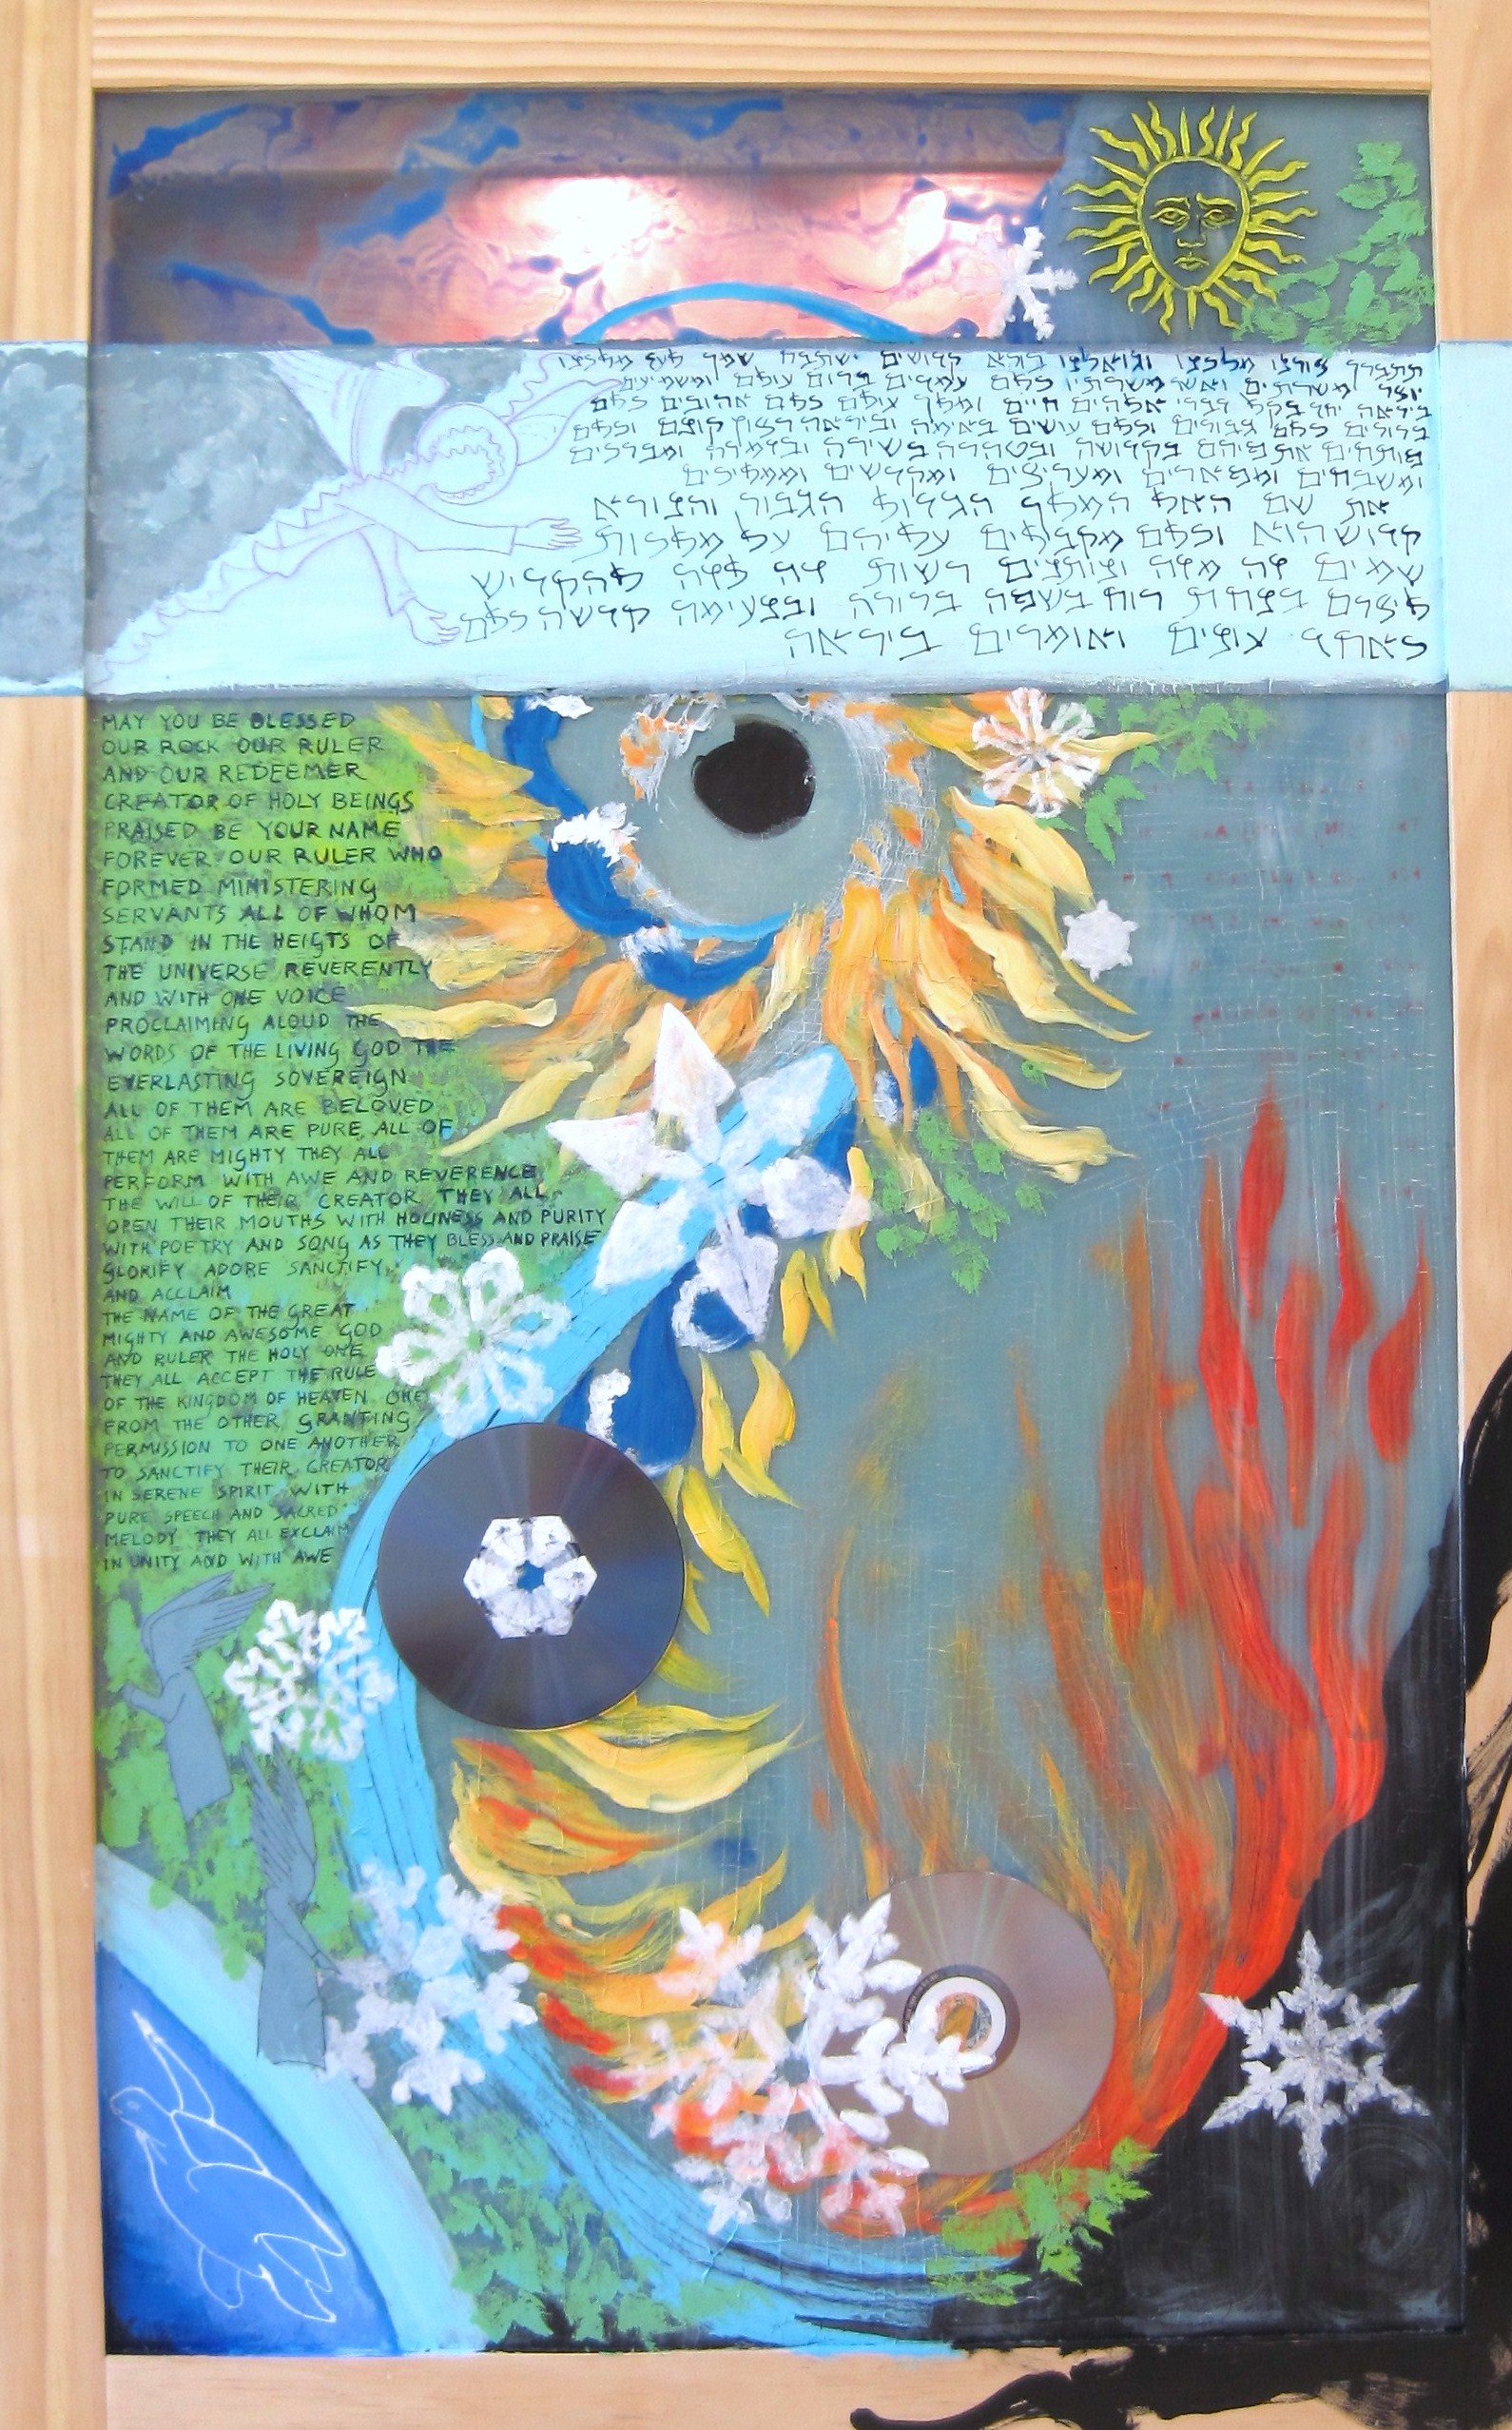 תתברך צורנו מלכנו וגואלנו בורא קדושים ישתבח שמך לעד מלכנו
יוצר משרתים ואשר משרתיו כלם עמדים ברום עולם ומשמיעים
ביראה יחד בקול דברי אלהים חיים ומלך עולם כלם אהובים כלם
ברורים כלם גבורים וכלם עושים באימה וביראה רצון קונם וכלם
פותחים את פיהם בקדושה ובטהרה בשירה ובזמרה ומברכים
ומשבחים ומפארים ומעריצים ומקדישים וממליכים
את שם האל המלך הגדול הגבור והנורא
קדוש הוא וכלם מקבלים עליהם על מלכות
שמים זה מזה ונותנים רשות זה לזה להקדיש
ליצרם בנחת רוח בשפה ברורה ובנעימה קדשה כלם
כאחד עונים ואומרים ביראה
MAY YOU BE BLESSED
OUR ROCK OUR RULER
AND OUR REDEEMER
CREATOR OF HOLY BEINGS
PRAISED BE YOUR NAME
FOREVER OUR RULER WHO
FORMED MINISTERING
SERVANTS ALL OF WHOM
STAND IN THE HEIGTS OF
THE UNIVERSE REVERENTLY
AND WITH ONE VOICE
PROCLAIMING ALOUD THE
WORDS OF THE LIVING GOD THE
EVERLASTING SOVEREIGN
ALL OF THEM ARE BELOVED
ALL OF THEM ARE PURE, ALL OF
THEM ARE MIGHTY THEY ALL
PERFORM WITH AWE AND REVERENCE
THE WILL OF THEIR CREATOR THEY ALL
OPEN THEIR MOUTHS WITH HOLINESS AND PURITY
WITH POETRY AND SONG AS THEY BLESS AND PRAISE
GLORIFY ADORE SANCTIFY,
AND ACCLAIM
THE NAME OF THE GREAT
MIGHTY AND AWESOME GOD
AND RULER THE HOLY ONE
THEY ALL ACCEPT THE RULE
OF THE KINGDOM OF HEAVEN ONE
FROM THE OTHER GRANTING
PERMISSION TO ONE ANOTHER
TO SANCTIFY THEIR CREATOR
IN SERENE SPIRIT WITH
PURE SPEECH AND SACRED
MELODY THEY ALL EXCLAIM
IN UNITY AND WITH AWE